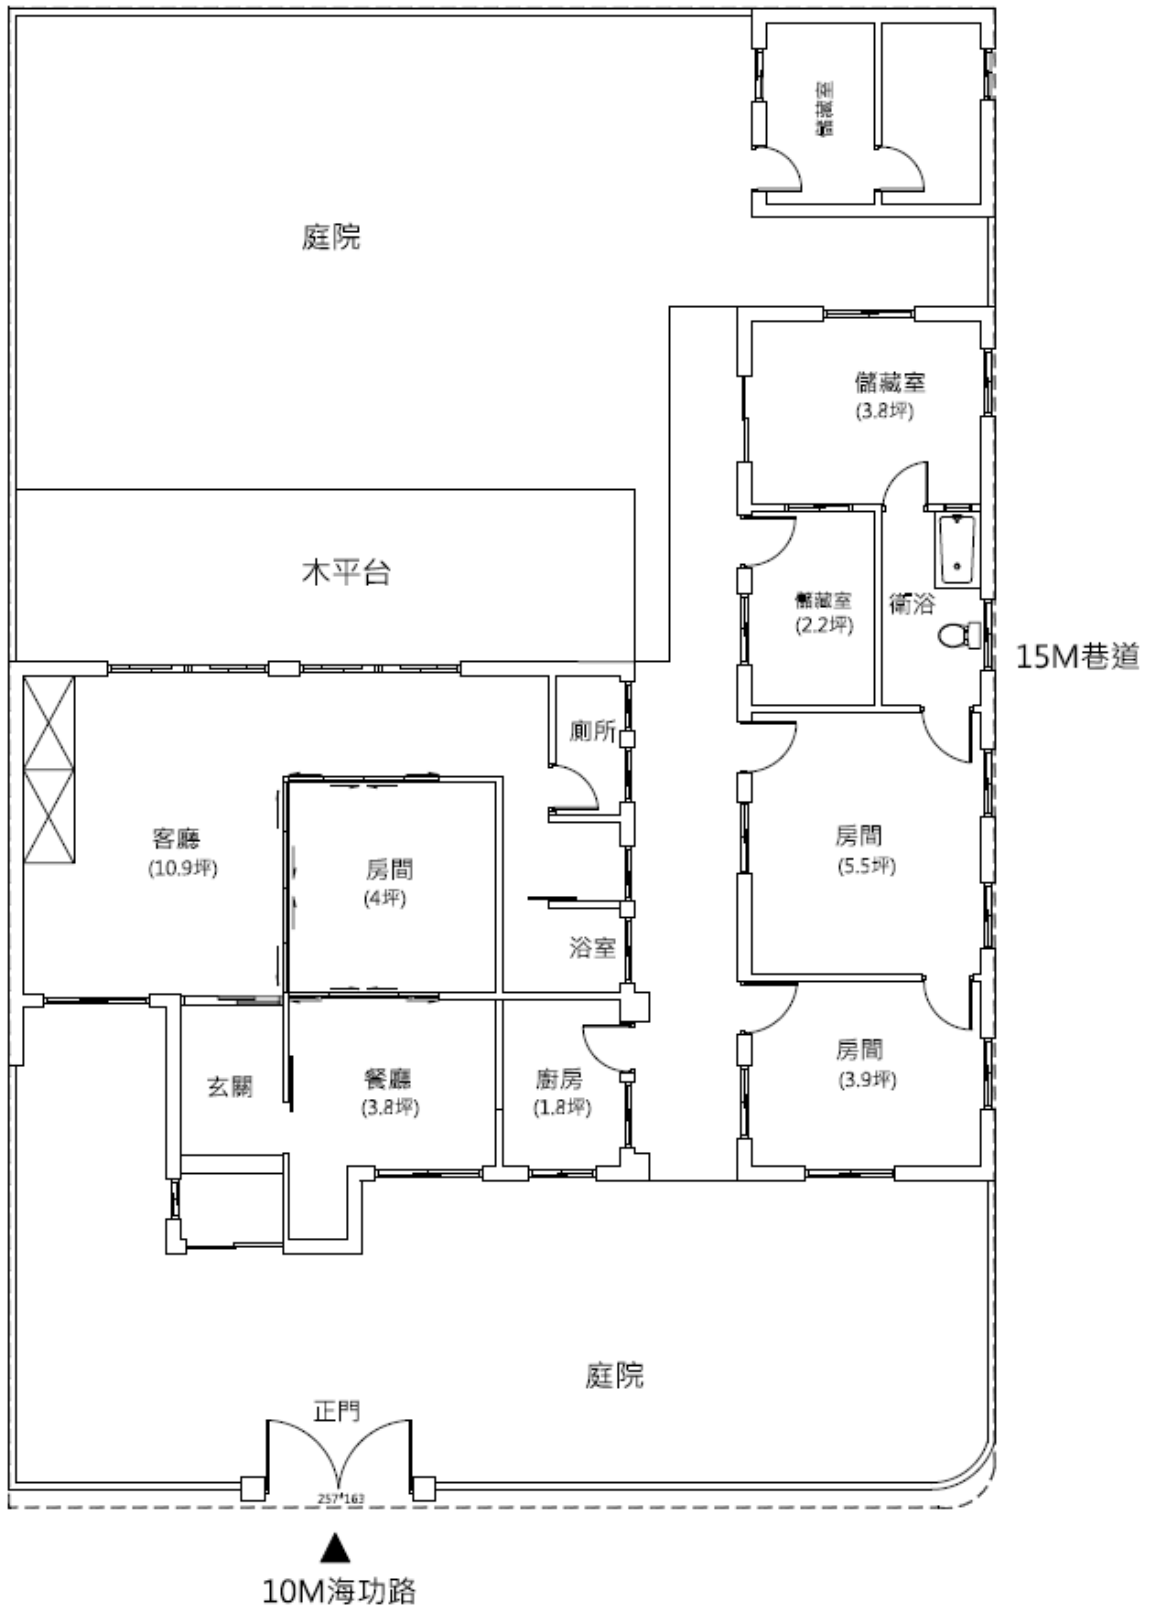 儲藏室
庭院
儲藏室
(3.8坪)
木平台
儲藏室
(2.2坪)
衛浴
15M巷道
廁所
客廳
(10.9坪)
房間
(4坪)
房間
(5.5坪)
浴室
玄關
餐廳
(3.8坪)
廚房
(1.8坪)
房間
(3.9坪)
庭院
正門
257*163
10M海功路